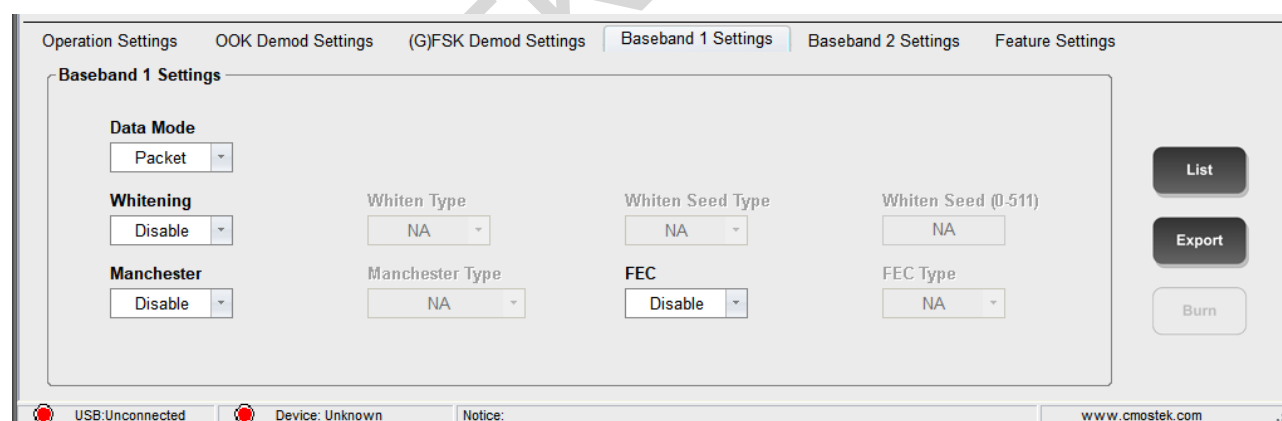 Operation Settings OOK Demod Settings (G)FSK Demod Settings Baseband 1 Settings Baseband 2 Settings Feature Settings
Baseband 1 Settings
Data Mode
Packet
List
Whitening Whiten Type Whiten Seed Type Whiten Seed (0-511)
Disable NA NA NA
Export
Manchester Manchester Type FEC FEC Type
Disable NA Disable NA
Burn
USB:Unconnected Device: Unknown Notice: www.cmostek.com